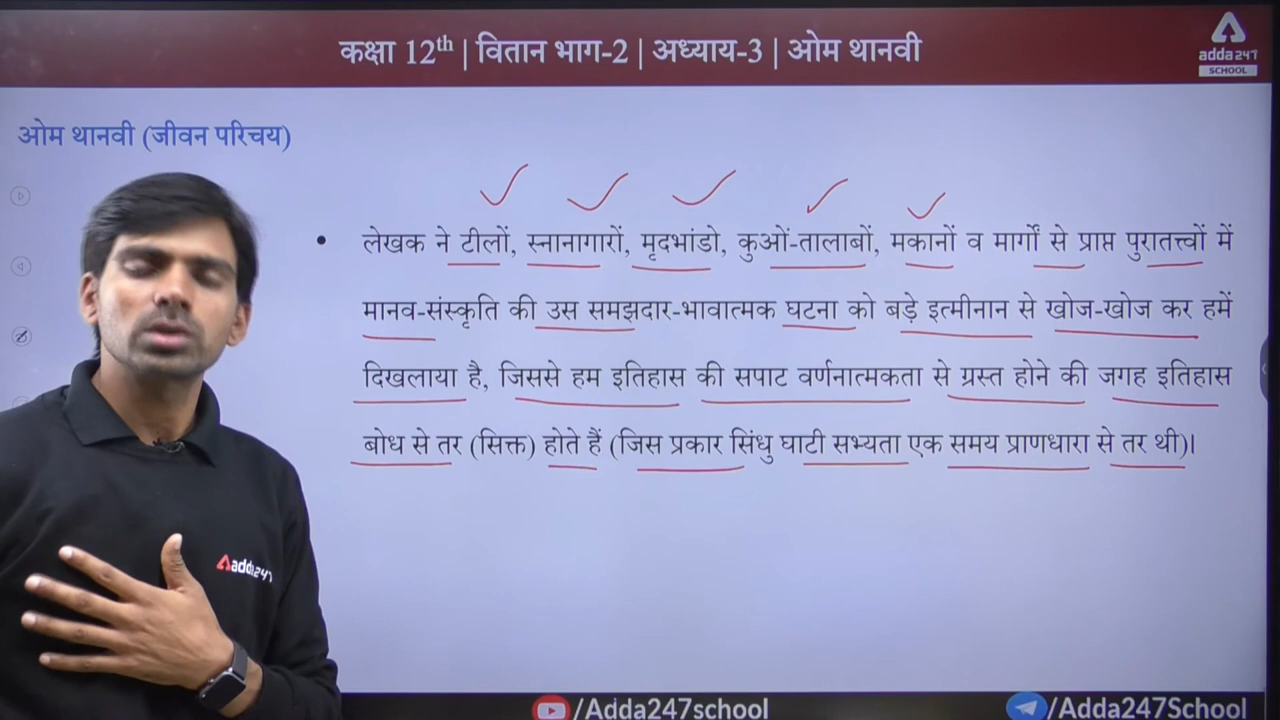 कक्षा 12th | वितान भाग-2 | अध्याय-3 | ओम थानवी
adda247
SCHOOL
ओम थानवी (जीवन परिचय)
• लेखक ने टीलों, स्नानागारों, मृदभांडो, कुओं-तालाबों, मकानों व मार्गों से प्राप्त पुरातत्त्वों में
मानव-संस्कृति की उस समझदार-भावात्मक घटना को बड़े इत्मीनान से खोज-खोज कर हमें
दिखलाया है, जिससे हम इतिहास की सपाट वर्णनात्मकता से ग्रस्त होने की जगह इतिहास
बोध से तर (सिक्त) होते हैं (जिस प्रकार सिंधु घाटी सभ्यता एक समय प्राणधारा से तर थी)।
adda247
/Adda247school
/Adda247School